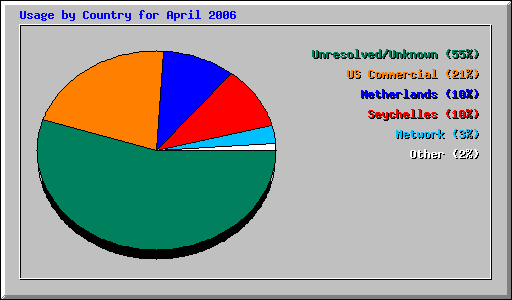 Usage by Country for April 2006
Unresolved/Unknown (55%)
US Commercial (21%)
Netherlands (10%)
Seychelles (10%)
Network (3%)
Other (2%)